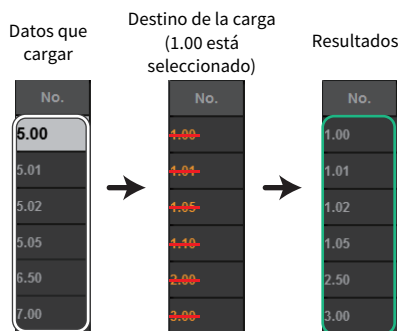 Datos que
cargar
Destino de la carga
(1.00 está
seleccionado)
Resultados
No.
5.00
5.01
5.02
5.05
6.50
7.00
No.
1.00
1.01
1.05
1.10
2.00
3.00
No.
1.00
1.01
1.02
1.05
2.50
3.00